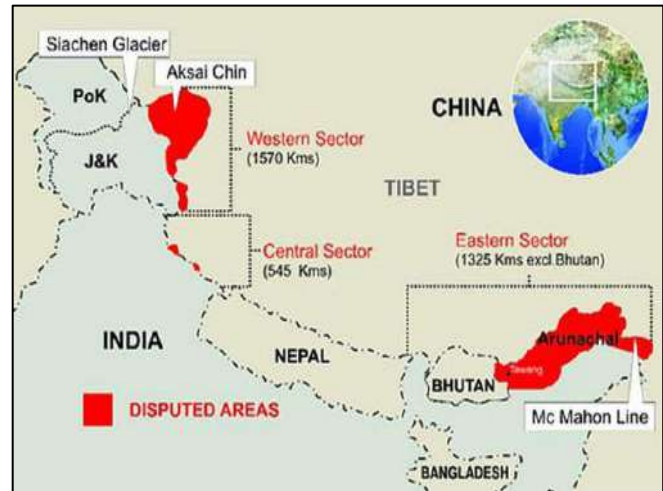 Siachen Glacier
Aksai Chin
PoK
CHINA
J&K
Western Sector
(1570 Kms)
TIBET
Central Sector
(545 Kms)
Eastern Sector
(1325 Kms excl.Bhutan)
INDIA
NEPAL
Arunachal
Tawang
BHUTAN
DISPUTED AREAS
Mc Mahon Line
BANGLADESH